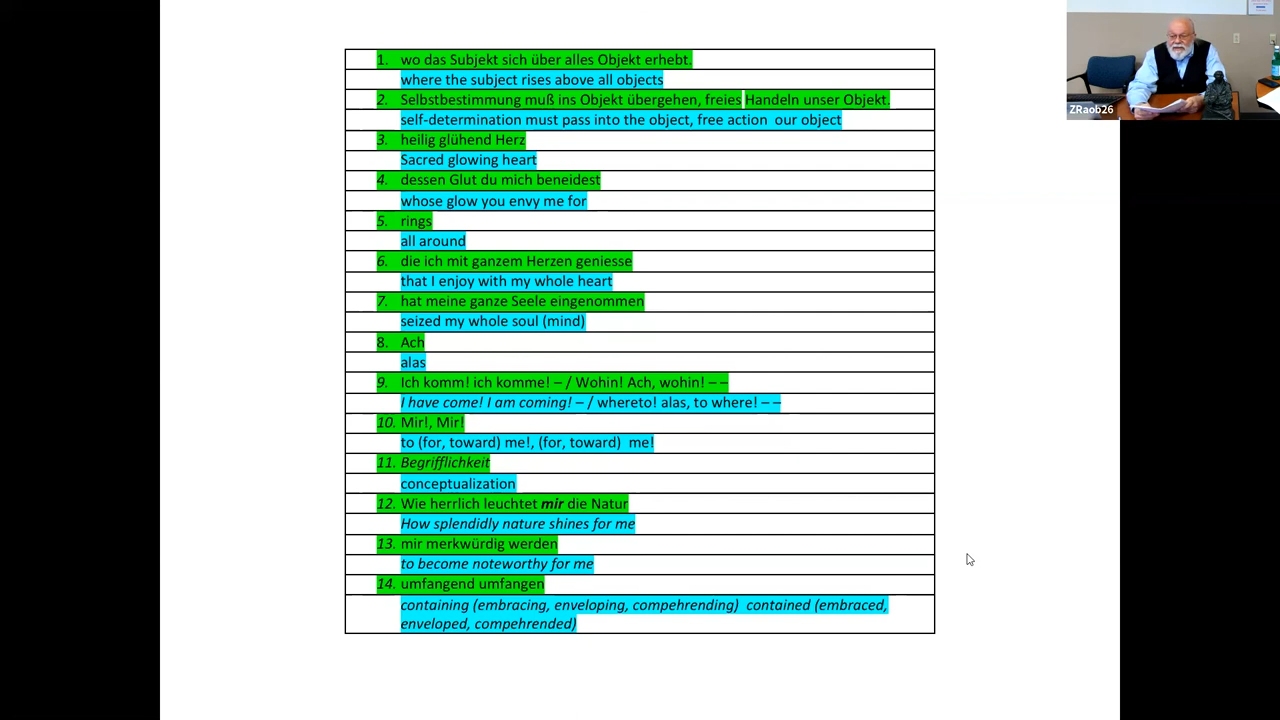 1. wo das Subjekt sich über alles Objekt erhebt.
where the subject rises above all objects
2. Selbstbestimmung muß ins Objekt übergehen, freies Handeln unser Objekt.
self-determination must pass into the object, free action our object
3. heilig glühend Herz
Sacred glowing heart
4. dessen Glut du mich beneidest
whose glow you envy me for
5. rings
all around
6. die ich mit ganzem Herzen geniesse
that I enjoy with my whole heart
7. hat meine ganze Seele eingenommen
seized my whole soul (mind)
8. Ach
alas
9. Ich komm! ich komme! – / Wohin! Ach, wohin! – –
I have come! I am coming! – / whereto! alas, to where! – –
10. Mir!, Mir!
to (for, toward) me!, (for, toward) me!
11. Begrifflichkeit
conceptualization
12. Wie herrlich leuchtet mir die Natur
How splendidly nature shines for me
13. mir merkwürdig werden
to become noteworthy for me
14. umfangend umfangen
containing (embracing, enveloping, compehrending) contained (embraced,
enveloped, compehrended)
ZRaob26